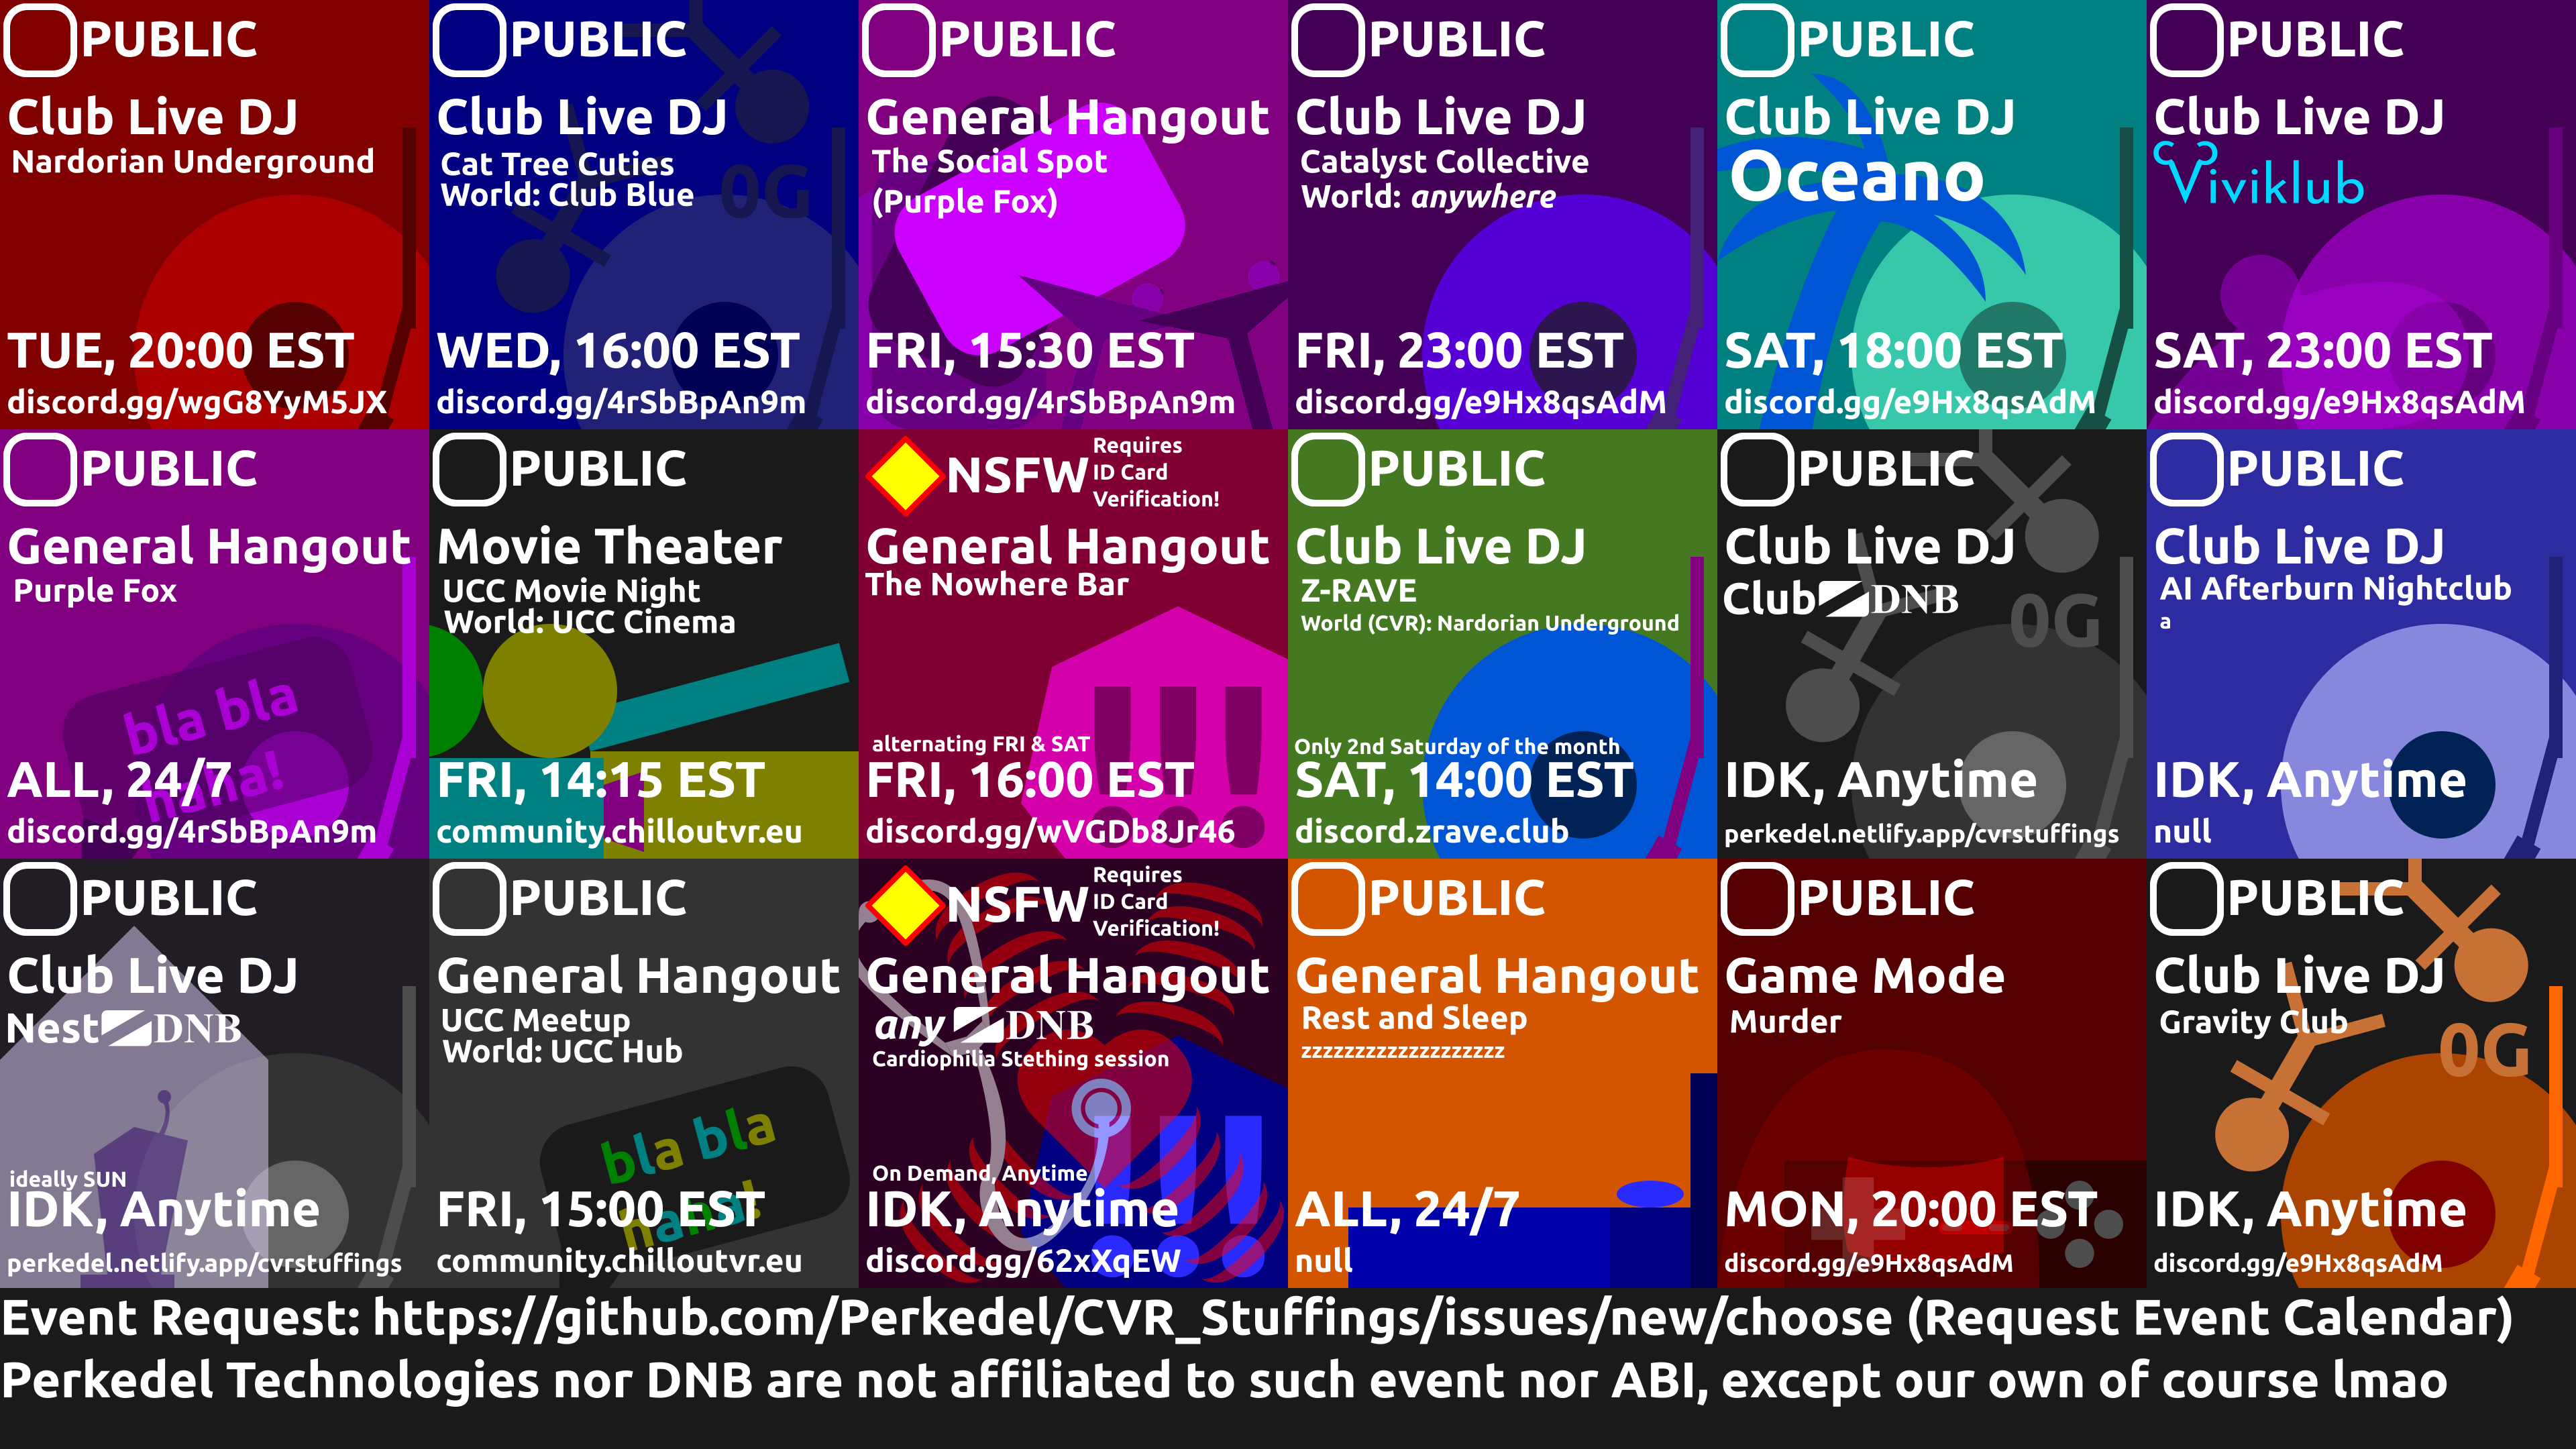 PUBLIC
Club Live DJ
Nardorian Underground
TUE, 20:00 EST
discord.gg/wgG8YyM5JX
PUBLIC
Club Live DJ
Cat Tree Cuties
World: Club Blue
0G
WED, 16:00 EST
discord.gg/4rSbBpAn9m
PUBLIC
General Hangout
The Social Spot
(Purple Fox)
FRI, 15:30 EST
discord.gg/4rSbBpAn9m
PUBLIC
Club Live DJ
Catalyst Collective
World: anywhere
FRI, 23:00 EST
discord.gg/e9Hx8qsAdM
PUBLIC
Club Live DJ
Oceano
SAT, 18:00 EST
discord.gg/e9Hx8qsAdM
PUBLIC
Club Live DJ
Viviklub
SAT, 23:00 EST
discord.gg/e9Hx8qsAdM
PUBLIC
General Hangout
Purple Fox
bla bla
haha!
ALL, 24/7
discord.gg/4rSbBpAn9m
PUBLIC
Movie Theater
UCC Movie Night
World: UCC Cinema
FRI, 14:15 EST
community.chilloutvr.eu
NSFW
Requires
ID Card
Verification!
General Hangout
The Nowhere Bar
!!!
alternating FRI & SAT
FRI, 16:00 EST
discord.gg/wVGDb8Jr46
PUBLIC
Club Live DJ
Z-RAVE
World (CVR): Nardorian Underground
Only 2nd Saturday of the month
SAT, 14:00 EST
discord.zrave.club
PUBLIC
Club Live DJ
Club DNB
0G
IDK, Anytime
perkedel.netlify.app/cvrstuffings
PUBLIC
Club Live DJ
AI Afterburn Nightclub
a
IDK, Anytime
null
PUBLIC
Club Live DJ
Nest DNB
1
ideally SUN
IDK, Anytime
perkedel.netlify.app/cvrstuffings
PUBLIC
General Hangout
UCC Meetup
World: UCC Hub
bla bla
haha!
FRI, 15:00 EST
community.chilloutvr.eu
NSFW
Requires
ID Card
Verification!
General Hangout
any DNB
Cardiophilia Stething session
!!!
On Demand, Anytime
IDK, Anytime
discord.gg/62xXqEW
PUBLIC
General Hangout
Rest and Sleep
zzzzzzzzzzzzzzzzzzz
ALL, 24/7
null
PUBLIC
Game Mode
Murder
MON, 20:00 EST
discord.gg/e9Hx8qsAdM
PUBLIC
Club Live DJ
Gravity Club
0G
IDK, Anytime
discord.gg/e9Hx8qsAdM
Event Request: https://github.com/Perkedel/CVR_Stuffings/issues/new/choose (Request Event Calendar)
Perkedel Technologies nor DNB are not affiliated to such event nor ABI, except our own of course lmao